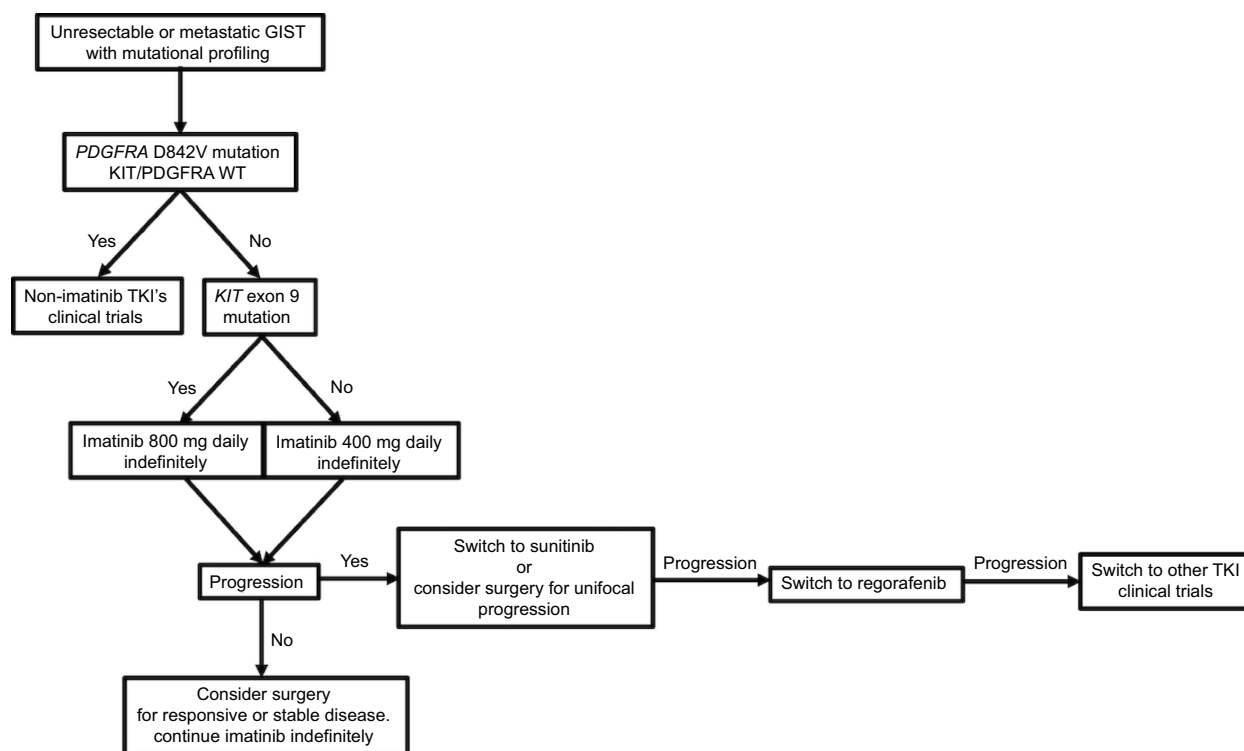 Unresectable or metastatic GIST
with mutational profiling
PDGFRA D842V mutation
KIT/PDGFRA WT
Yes
No
Non-imatinib TKI's
clinical trials
KIT exon 9
mutation
Yes
No
Imatinib 800 mg daily
indefinitely
Imatinib 400 mg daily
indefinitely
Progression
Yes
Switch to sunitinib
or
consider surgery for unifocal
progression
Progression
Switch to regorafenib
Progression
Switch to other TKI
clinical trials
No
Consider surgery
for responsive or stable disease.
continue imatinib indefinitely